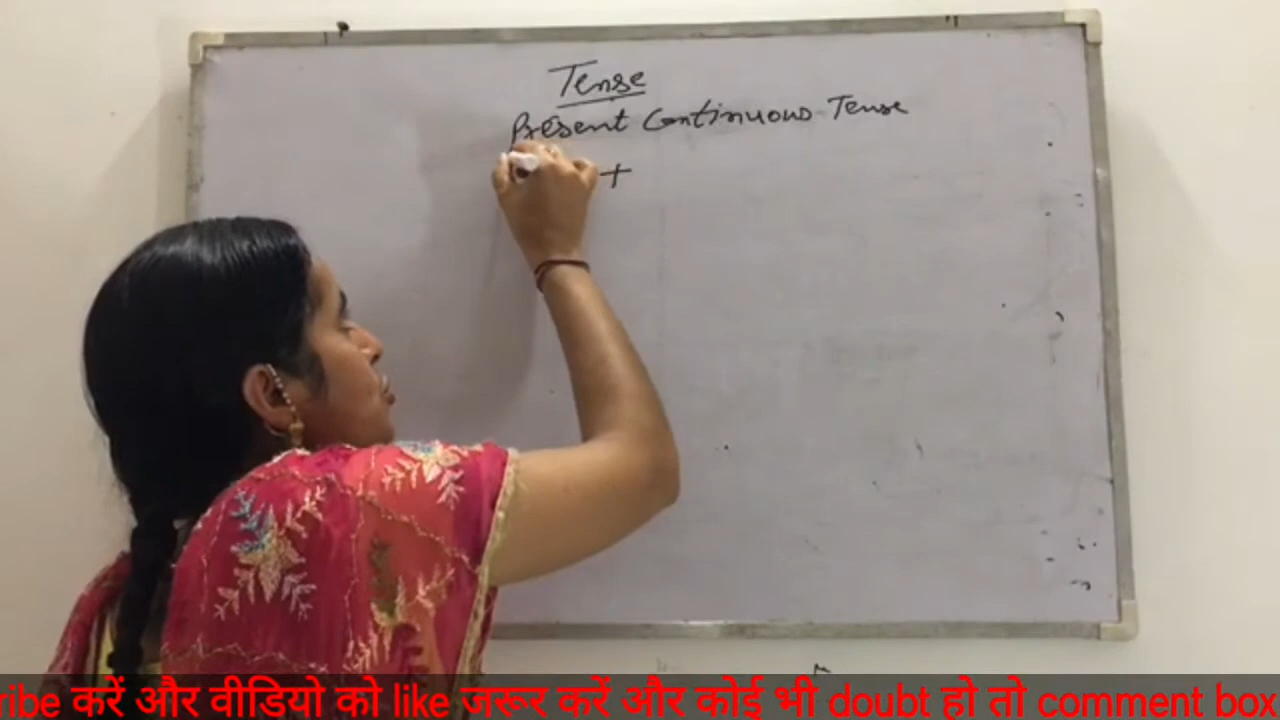 Tense
Present Continuous Tense
+
ribe करें और वीडियो को like जरूर करें और कोई भी doubt हो तो comment box